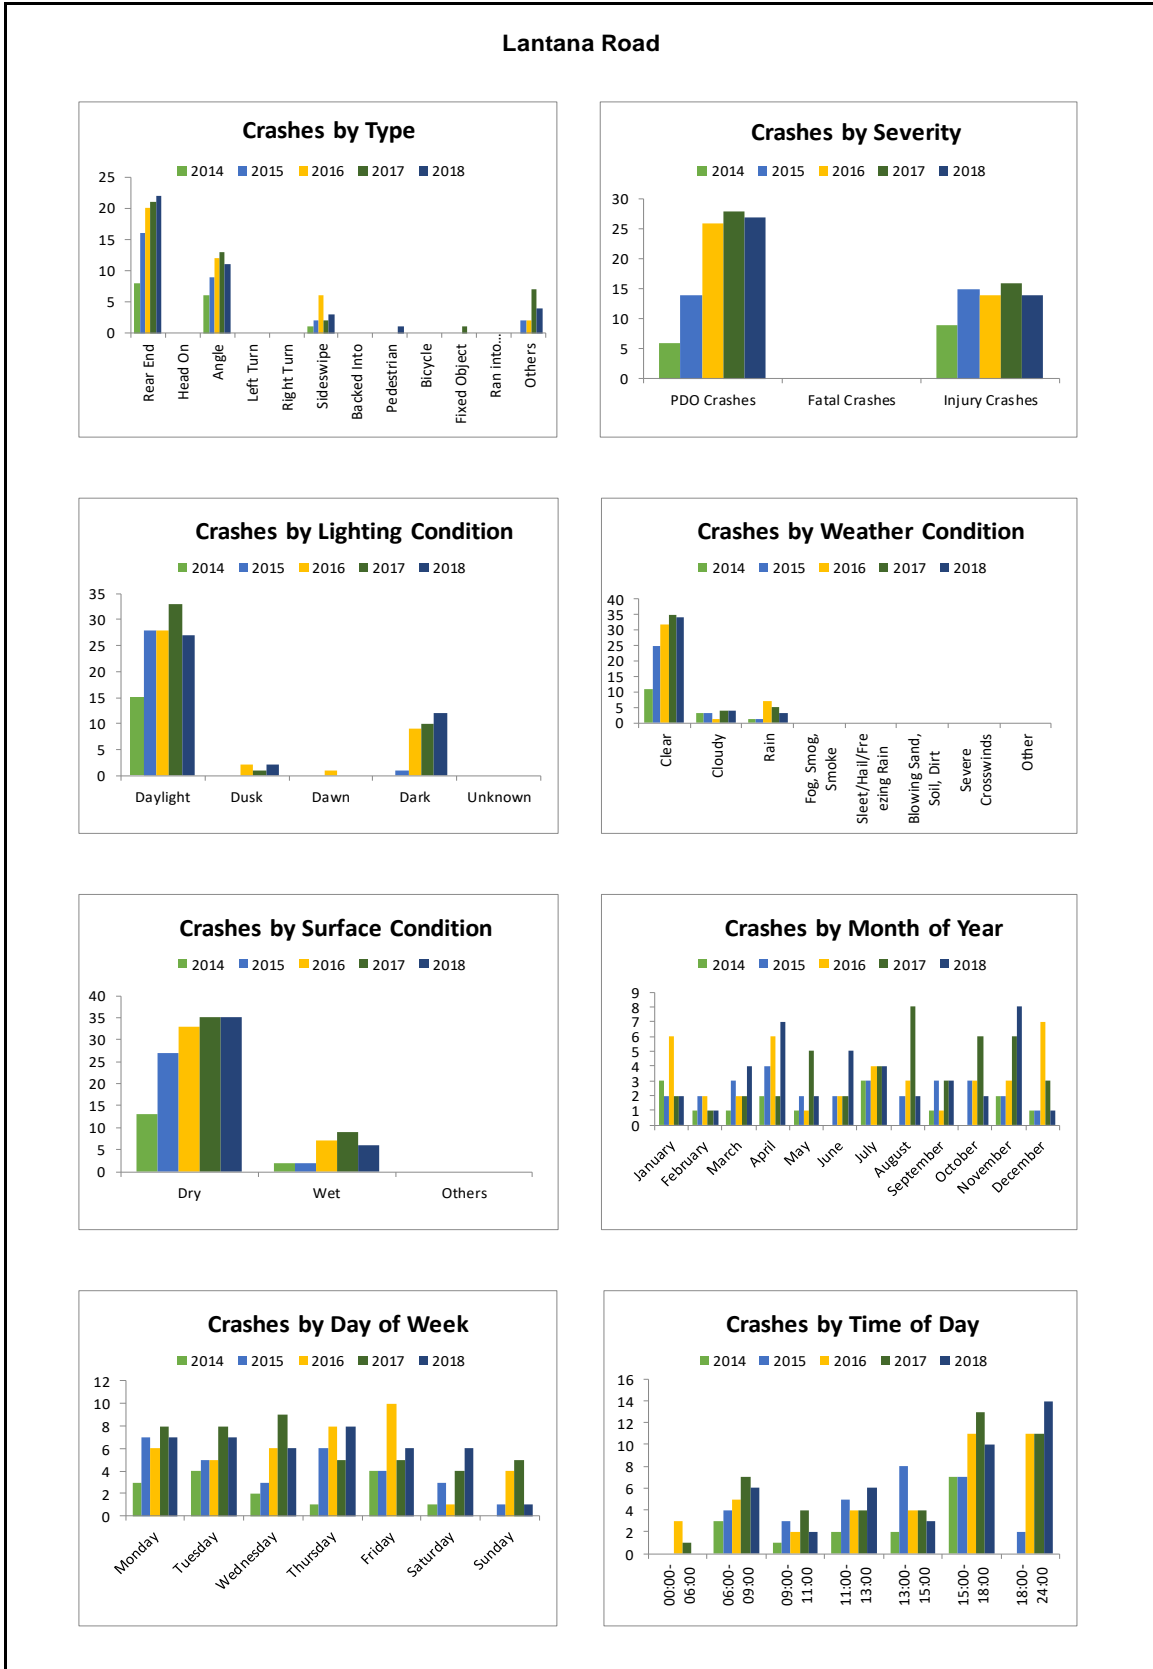 Lantana Road
Crashes by Type
2014 2015 2016 2017 2018
25
20
15
10
5
0
Rear End
Head On
Angle
Left Turn
Right Turn
Sideswipe
Backed Into
Pedestrian
Bicycle
Fixed Object
Ran into...
Others
Crashes by Severity
2014 2015 2016 2017 2018
30
25
20
15
10
5
0
PDO Crashes Fatal Crashes Injury Crashes
Crashes by Lighting Condition
2014 2015 2016 2017 2018
35
30
25
20
15
10
5
0
Daylight Dusk Dawn Dark Unknown
Crashes by Weather Condition
2014 2015 2016 2017 2018
40
35
30
25
20
15
10
5
0
Clear
Cloudy
Rain
Fog, Smog,
Smoke
Sleet/Hail/Fre
ezing Rain
Blowing Sand,
Soil, Dirt
Severe
Crosswinds
Other
Crashes by Surface Condition
2014 2015 2016 2017 2018
40
35
30
25
20
15
10
5
0
Dry Wet Others
Crashes by Month of Year
2014 2015 2016 2017 2018
9
8
7
6
5
4
3
2
1
0
January
February
March
April
May
June
July
August
September
October
November
December
Crashes by Day of Week
2014 2015 2016 2017 2018
12
10
8
6
4
2
0
Monday
Tuesday
Wednesday
Thursday
Friday
Saturday
Sunday
Crashes by Time of Day
2014 2015 2016 2017 2018
16
14
12
10
8
6
4
2
0
00:00-
06:00
06:00-
09:00
09:00-
11:00
11:00-
13:00
13:00-
15:00
15:00-
18:00
18:00-
24:00